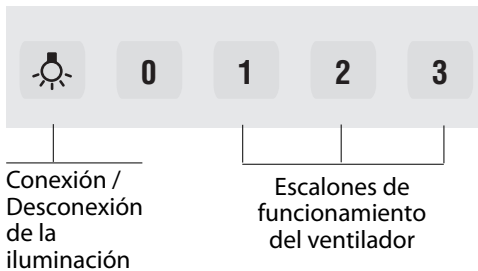 0 1 2 3
Conexión /
Desconexión
de la
iluminación
Escalones de
funcionamiento
del ventilador